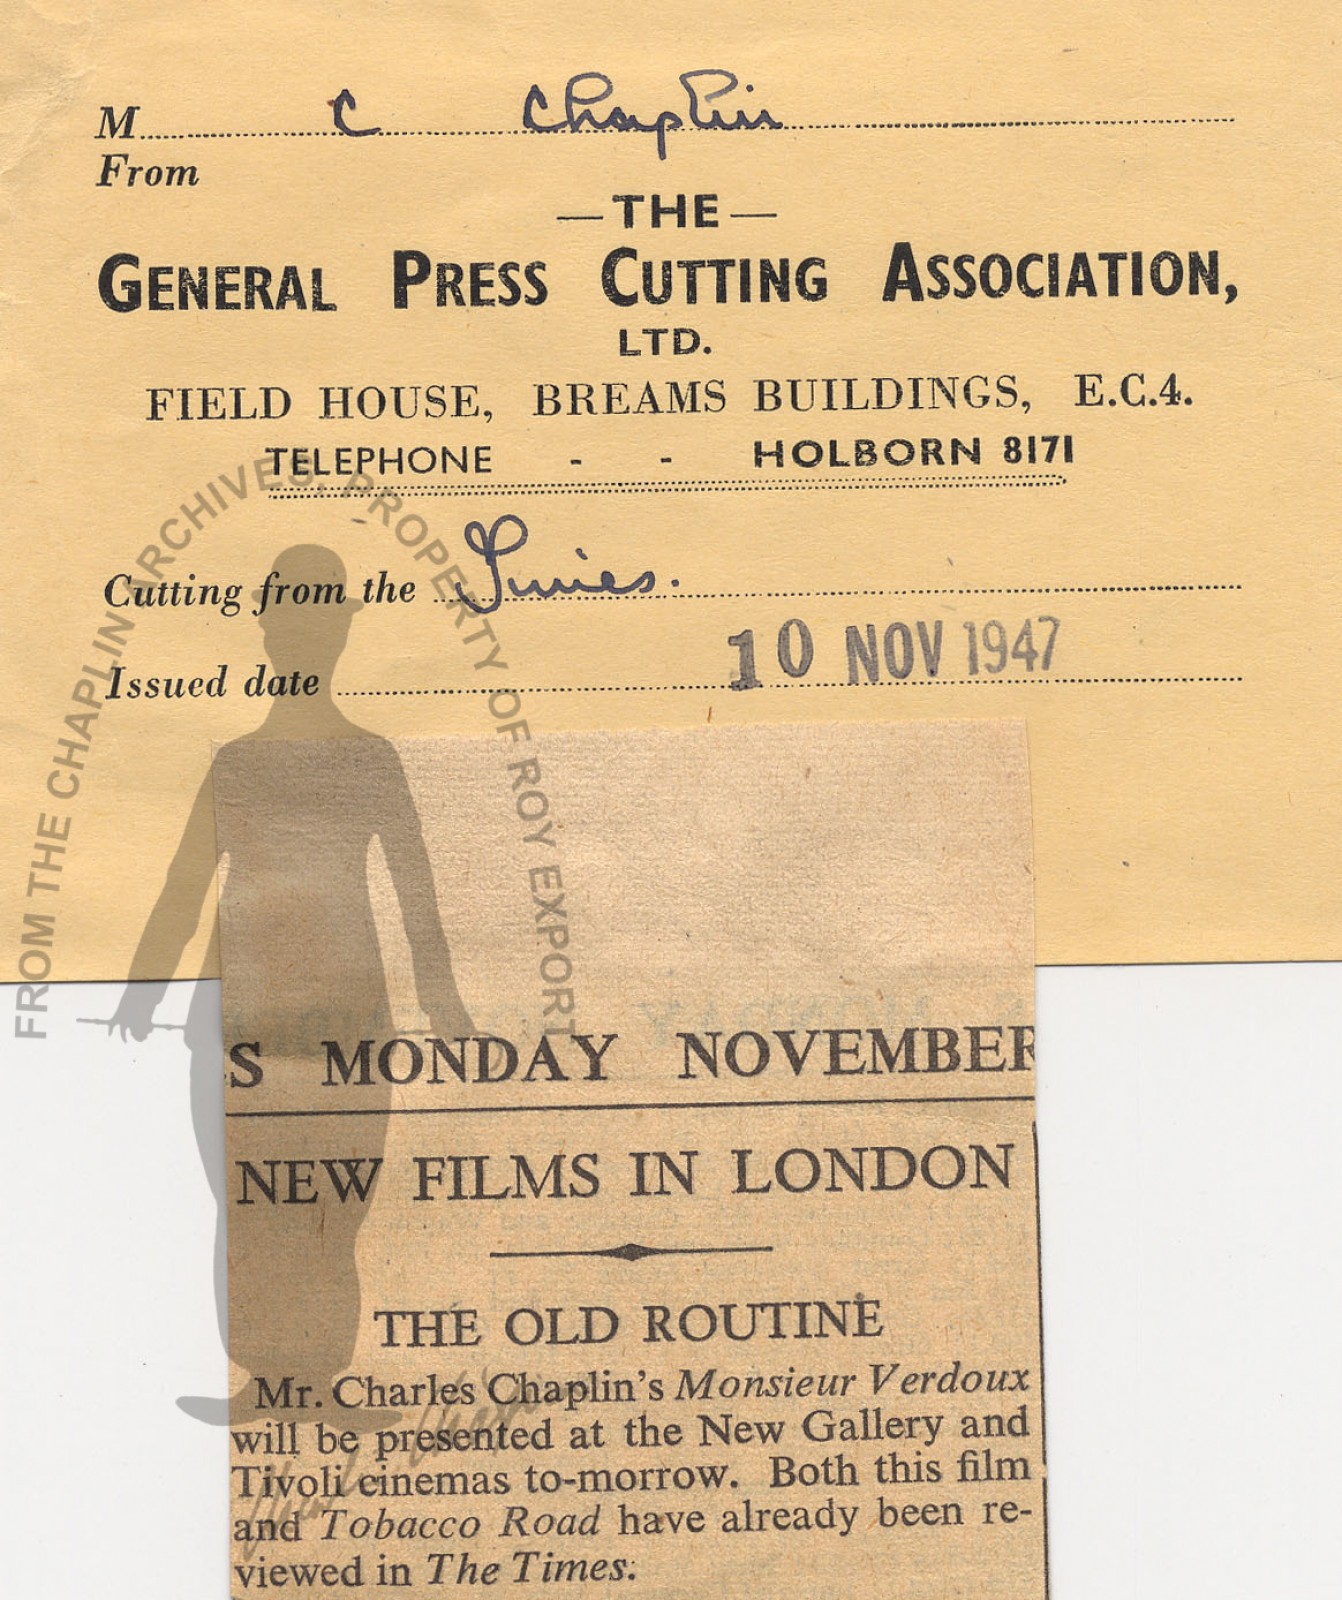 M C Chaplin
From
— THE —
GENERAL PRESS CUTTING ASSOCIATION,
LTD.
FIELD HOUSE, BREAMS BUILDINGS, E.C.4.
TELEPHONE - - HOLBORN 8171
Cutting from the Times.
Issued date 10 NOV 1947
FROM THE CHAPLIN ARCHIVES. PROPERTY OF ROY EXPORT
S MONDAY NOVEMBER
NEW FILMS IN LONDON
THE OLD ROUTINE
Mr. Charles Chaplin's Monsieur Verdoux
will be presented at the New Gallery and
Tivoli cinemas to-morrow. Both this film
and Tobacco Road have already been re-
viewed in The Times.